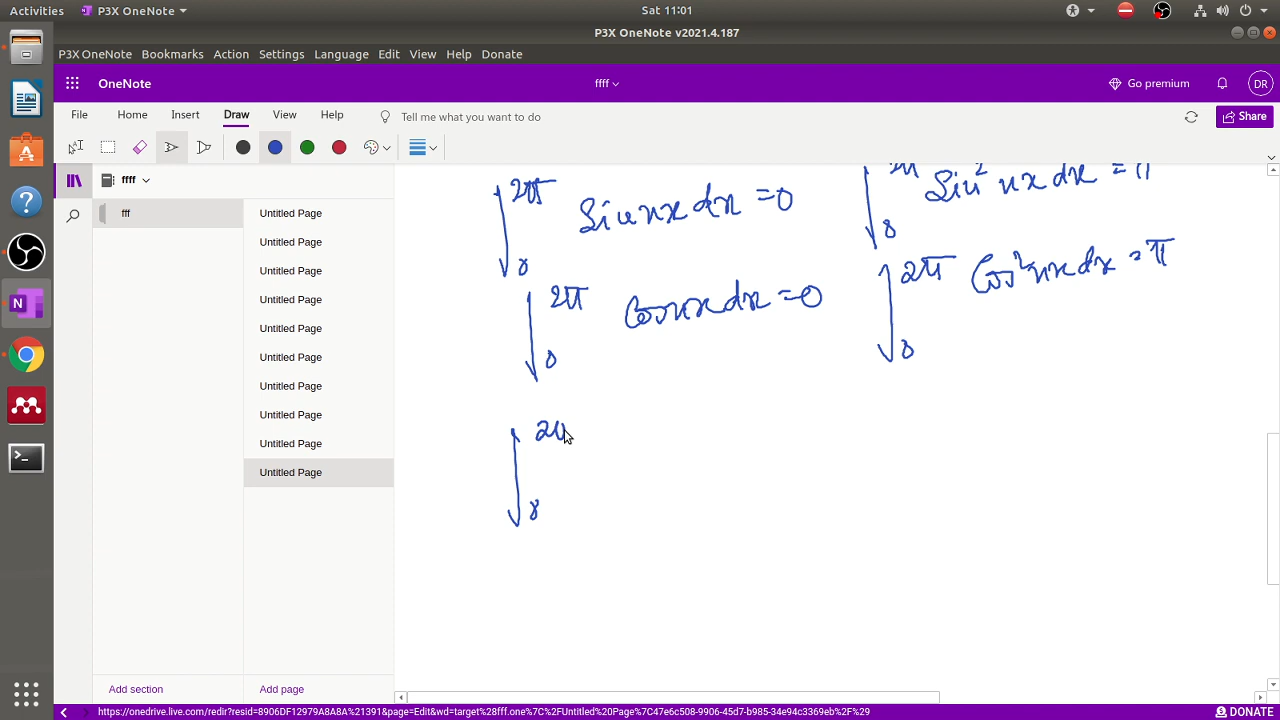 Activities
P3X OneNote
Sat 11:01
P3X OneNote v2021.4.187
P3X OneNote Bookmarks Action Settings Language Edit View Help Donate
OneNote
ffff
Go premium
DR
File Home Insert Draw View Help
Tell me what you want to do
Share
ffff
fff
Untitled Page
Untitled Page
Untitled Page
Untitled Page
Untitled Page
Untitled Page
Untitled Page
Untitled Page
Untitled Page
Untitled Page
∫₀^2π Sin nx dx = 0
∫₀^2π Sin² nx dx = π
∫₀^2π Cos nx dx = 0
∫₀^2π Cos² nx dx = π
Add section
Add page
https://onedrive.live.com/redir?resid=8906DF12979A8A8A%21391&page=Edit&wd=target%28fff.one%7C%2FUntitled%20Page%7C47e6c508-9906-45d7-b985-34e94c3369eb%2F%29
DONATE